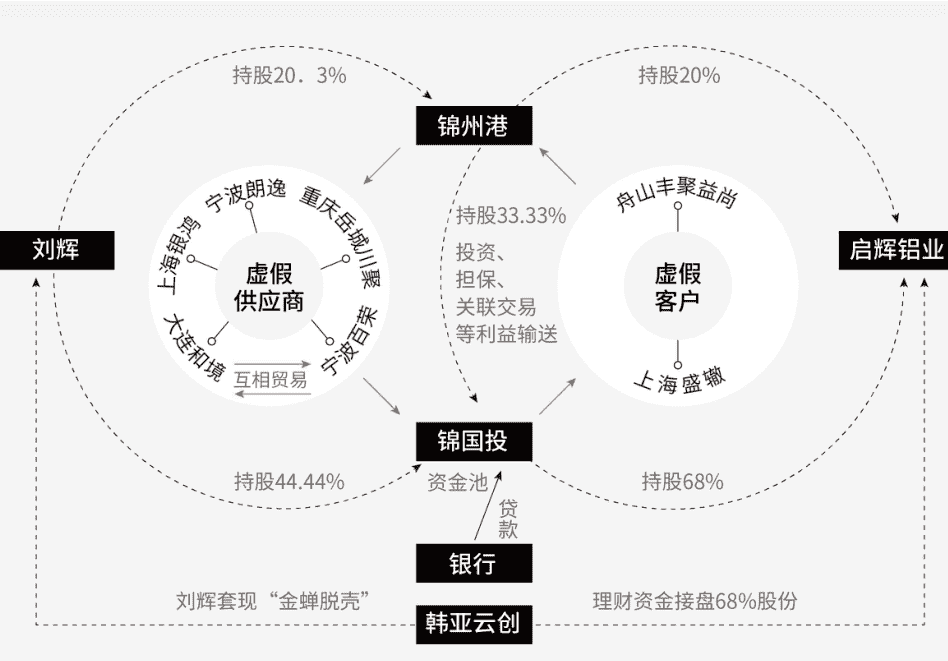 持股20．3%
持股20%
锦州港
宁波朗逸
重庆岳城川聚
上海银鸿
大连和境
宁波百荣
虚假
供应商
互相贸易
刘辉
持股33.33%
投资、
担保、
关联交易
等利益输送
舟山丰聚益尚
虚假
客户
上海盛辙
启辉铝业
锦国投
持股44.44%
资金池
持股68%
贷
款
银行
刘辉套现“金蝉脱壳”
理财资金接盘68%股份
韩亚云创